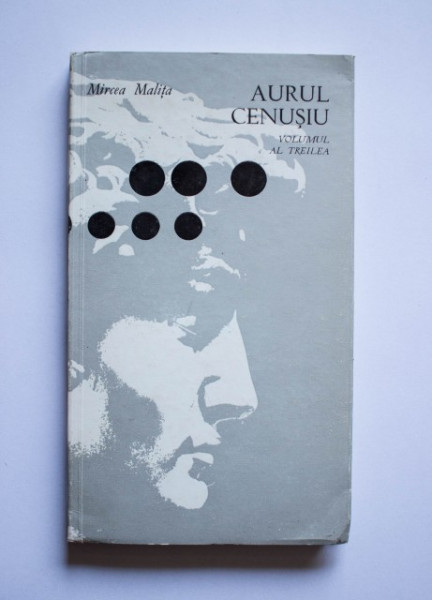 Mircea Malița
AURUL
CENUȘIU
VOLUMUL
AL TREILEA